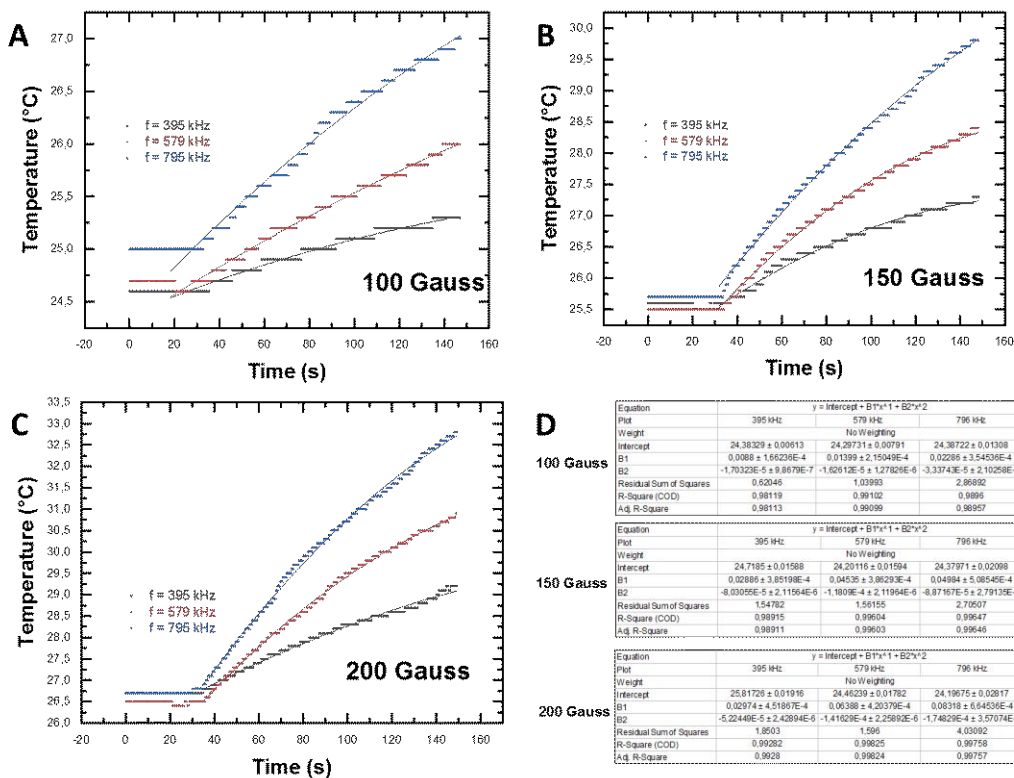 A
Temperature (°C)
27,0
26,5
26,0
25,5
25,0
24,5
f = 395 kHz
f = 579 kHz
f = 795 kHz
100 Gauss
-20 0 20 40 60 80 100 120 140 160
Time (s)
B
Temperature (°C)
30,0
29,5
29,0
28,5
28,0
27,5
27,0
26,5
26,0
25,5
f = 395 kHz
f = 579 kHz
f = 795 kHz
150 Gauss
-20 0 20 40 60 80 100 120 140 160
Time (s)
C
Temperature (°C)
33,5
33,0
32,5
32,0
31,5
31,0
30,5
30,0
29,5
29,0
28,5
28,0
27,5
27,0
26,5
26,0
f = 395 kHz
f = 579 kHz
f = 795 kHz
200 Gauss
-20 0 20 40 60 80 100 120 140 160
Time (s)
D
100 Gauss
Equation y = Intercept + B1*x^1 + B2*x^2
Plot 395 kHz 579 kHz 796 kHz
Weight No Weighting
Intercept 24,38329 ± 0,00613 24,29731 ± 0,00791 24,38722 ± 0,01308
B1 0,0088 ± 1,66236E-4 0,01399 ± 2,15049E-4 0,02286 ± 3,54536E-4
B2 -1,70323E-5 ± 9,8679E-7 -1,62612E-5 ± 1,27826E-6 -3,33743E-5 ± 2,10258E-
Residual Sum of Squares 0,62046 1,03993 2,86892
R-Square (COD) 0,98119 0,99102 0,9896
Adj. R-Square 0,98113 0,99099 0,98957
150 Gauss
Equation y = Intercept + B1*x^1 + B2*x^2
Plot 395 kHz 579 kHz 796 kHz
Weight No Weighting
Intercept 24,7185 ± 0,01588 24,20116 ± 0,01594 24,37971 ± 0,02098
B1 0,02886 ± 3,85198E-4 0,04535 ± 3,86293E-4 0,04984 ± 5,08545E-4
B2 -8,03055E-5 ± 2,11564E-6 -1,1809E-4 ± 2,11964E-6 -8,87167E-5 ± 2,79135E-
Residual Sum of Squares 1,54782 1,56155 2,70507
R-Square (COD) 0,98915 0,99604 0,99647
Adj. R-Square 0,98911 0,99603 0,99646
200 Gauss
Equation y = Intercept + B1*x^1 + B2*x^2
Plot 395 kHz 579 kHz 796 kHz
Weight No Weighting
Intercept 25,81726 ± 0,01916 24,46239 ± 0,01782 24,19675 ± 0,02817
B1 0,02974 ± 4,51867E-4 0,06388 ± 4,20379E-4 0,08318 ± 6,64536E-4
B2 -5,22449E-5 ± 2,42894E-6 -1,41629E-4 ± 2,25892E-6 -1,74829E-4 ± 3,57074E-
Residual Sum of Squares 1,8503 1,596 4,03092
R-Square (COD) 0,99282 0,99825 0,99758
Adj. R-Square 0,9928 0,99824 0,99757